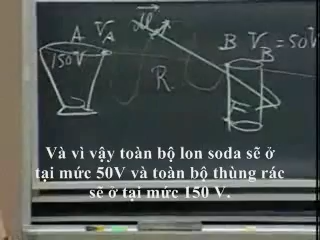 A V_A
dl
B V_B = 50V
150V
R
Và vì vậy toàn bộ lon soda sẽ ở
tại mức 50V và toàn bộ thùng rác
sẽ ở tại mức 150 V.